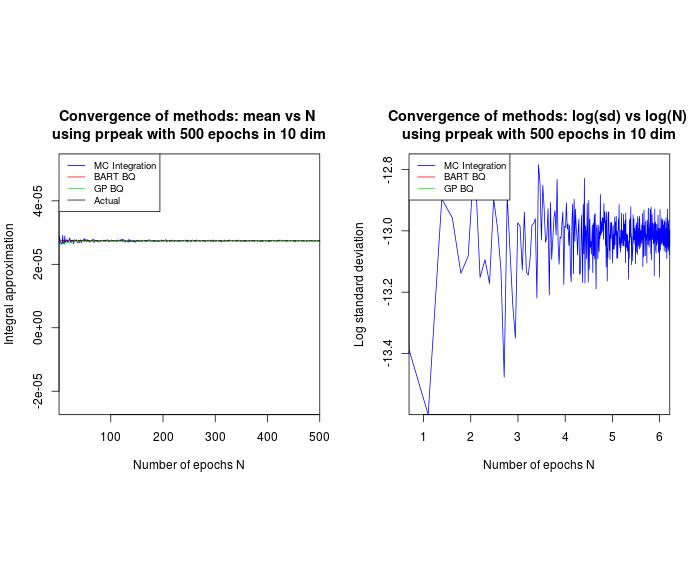 Convergence of methods: mean vs N
using prpeak with 500 epochs in 10 dim
MC Integration
BART BQ
GP BQ
Actual
Integral approximation
4e-05
2e-05
0e+00
-2e-05
100 200 300 400 500
Number of epochs N
Convergence of methods: log(sd) vs log(N)
using prpeak with 500 epochs in 10 dim
MC Integration
BART BQ
GP BQ
Log standard deviation
-12.8
-13.0
-13.2
-13.4
1 2 3 4 5 6
Number of epochs N